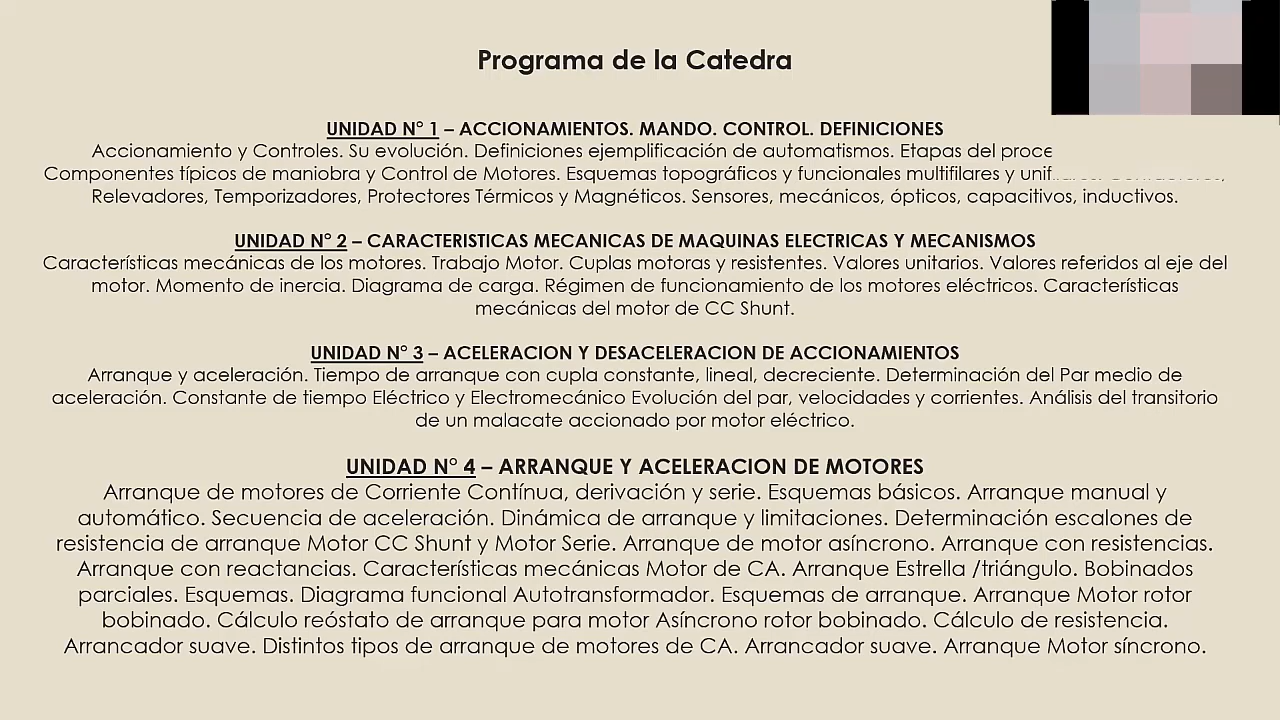 Programa de la Catedra
UNIDAD N° 1 – ACCIONAMIENTOS. MANDO. CONTROL. DEFINICIONES
Accionamiento y Controles. Su evolución. Definiciones ejemplificación de automatismos. Etapas del
Componentes típicos de maniobra y Control de Motores. Esquemas topográficos y funcionales multifilares y
Relevadores, Temporizadores, Protectores Térmicos y Magnéticos. Sensores, mecánicos, ópticos, capacitivos, inductivos.
UNIDAD N° 2 – CARACTERISTICAS MECANICAS DE MAQUINAS ELECTRICAS Y MECANISMOS
Características mecánicas de los motores. Trabajo Motor. Cuplas motoras y resistentes. Valores unitarios. Valores referidos al eje del
motor. Momento de inercia. Diagrama de carga. Régimen de funcionamiento de los motores eléctricos. Características
mecánicas del motor de CC Shunt.
UNIDAD N° 3 – ACELERACION Y DESACELERACION DE ACCIONAMIENTOS
Arranque y aceleración. Tiempo de arranque con cupla constante, lineal, decreciente. Determinación del Par medio de
aceleración. Constante de tiempo Eléctrico y Electromecánico Evolución del par, velocidades y corrientes. Análisis del transitorio
de un malacate accionado por motor eléctrico.
UNIDAD N° 4 – ARRANQUE Y ACELERACION DE MOTORES
Arranque de motores de Corriente Contínua, derivación y serie. Esquemas básicos. Arranque manual y
automático. Secuencia de aceleración. Dinámica de arranque y limitaciones. Determinación escalones de
resistencia de arranque Motor CC Shunt y Motor Serie. Arranque de motor asíncrono. Arranque con resistencias.
Arranque con reactancias. Características mecánicas Motor de CA. Arranque Estrella /triángulo. Bobinados
parciales. Esquemas. Diagrama funcional Autotransformador. Esquemas de arranque. Arranque Motor rotor
bobinado. Cálculo reóstato de arranque para motor Asíncrono rotor bobinado. Cálculo de resistencia.
Arrancador suave. Distintos tipos de arranque de motores de CA. Arrancador suave. Arranque Motor síncrono.